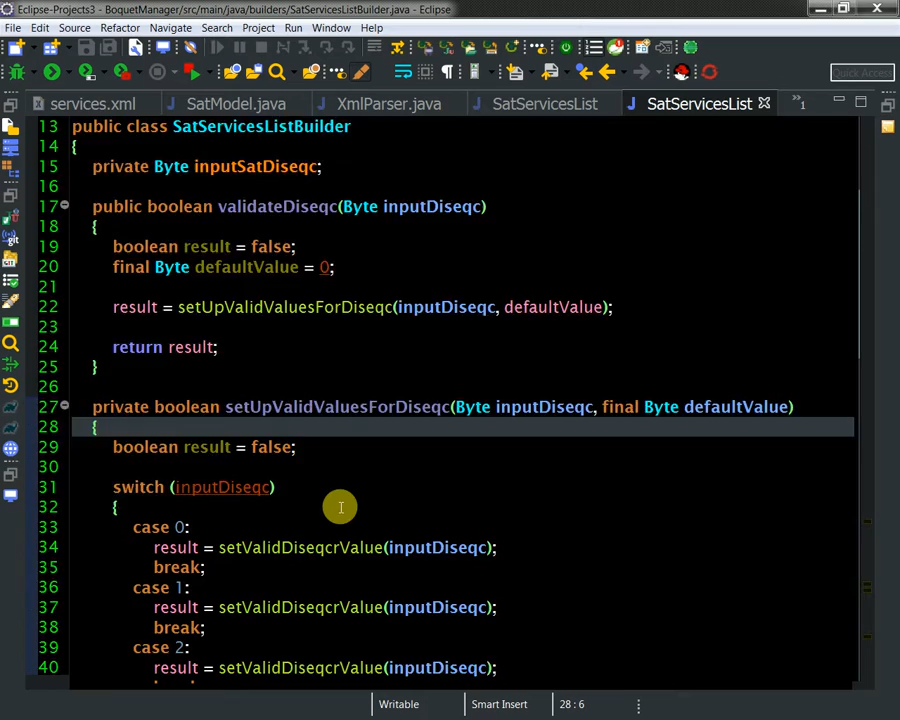 Eclipse-Projects3 - BoquetManager/src/main/java/builders/SatServicesListBuilder.java - Eclipse
File Edit Source Refactor Navigate Search Project Run Window Help
Quick Access
services.xml SatModel.java XmlParser.java SatServicesList SatServicesList »1
13 public class SatServicesListBuilder
14 {
15 private Byte inputSatDiseqc;
16
17 public boolean validateDiseqc(Byte inputDiseqc)
18 {
19 boolean result = false;
20 final Byte defaultValue = 0;
21
22 result = setUpValidValuesForDiseqc(inputDiseqc, defaultValue);
23
24 return result;
25 }
26
27 private boolean setUpValidValuesForDiseqc(Byte inputDiseqc, final Byte defaultValue)
28 {
29 boolean result = false;
30
31 switch (inputDiseqc)
32 {
33 case 0:
34 result = setValidDiseqcrValue(inputDiseqc);
35 break;
36 case 1:
37 result = setValidDiseqcrValue(inputDiseqc);
38 break;
39 case 2:
40 result = setValidDiseqcrValue(inputDiseqc);
Writable Smart Insert 28 : 6